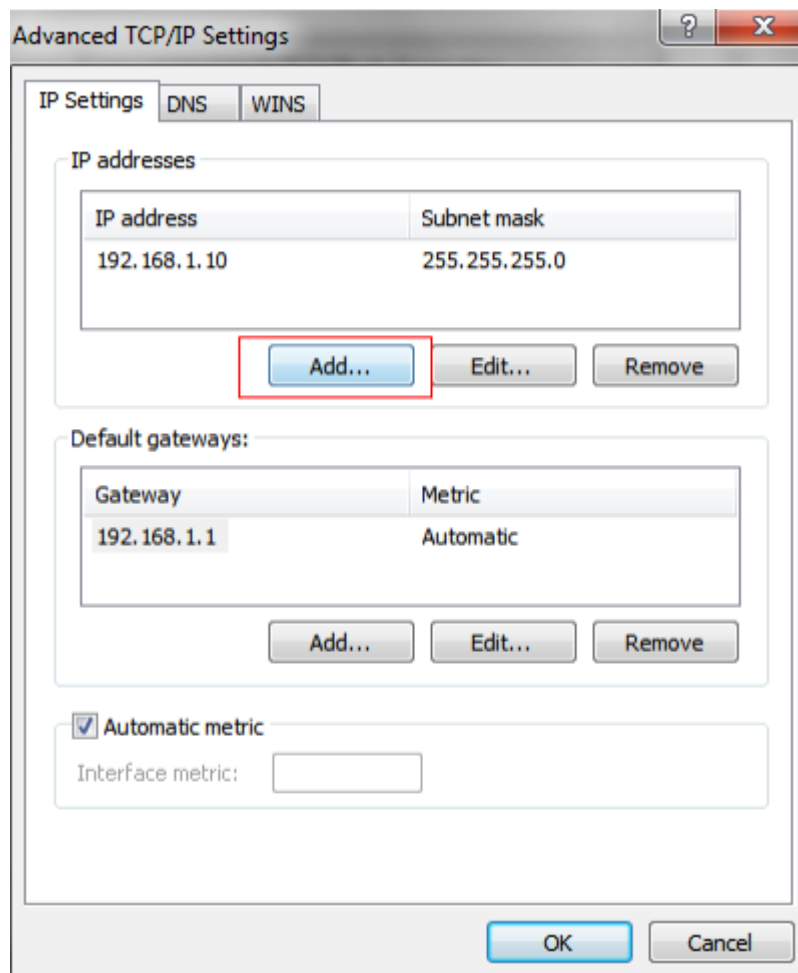 Advanced TCP/IP Settings
IP Settings DNS WINS
IP addresses
IP address Subnet mask
192.168.1.10 255.255.255.0
Add... Edit... Remove
Default gateways:
Gateway Metric
192.168.1.1 Automatic
Add... Edit... Remove
Automatic metric
Interface metric:
OK Cancel